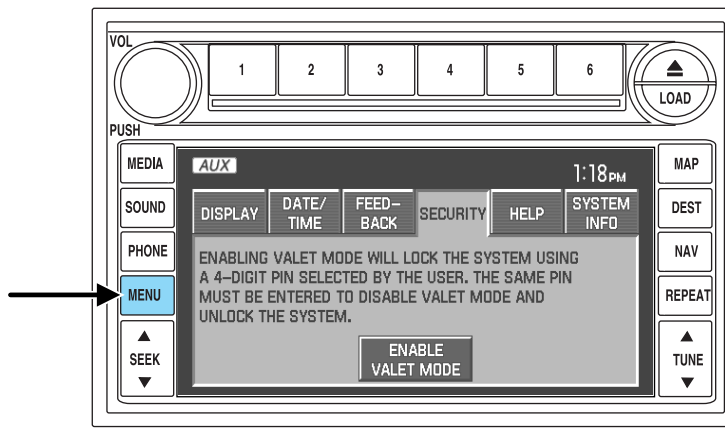 VOL
1 2 3 4 5 6
LOAD
PUSH
MEDIA
SOUND
PHONE
MENU
SEEK
AUX
1:18PM
DISPLAY
DATE/
TIME
FEED-
BACK
SECURITY
HELP
SYSTEM
INFO
ENABLING VALET MODE WILL LOCK THE SYSTEM USING
A 4-DIGIT PIN SELECTED BY THE USER. THE SAME PIN
MUST BE ENTERED TO DISABLE VALET MODE AND
UNLOCK THE SYSTEM.
ENABLE
VALET MODE
MAP
DEST
NAV
REPEAT
TUNE